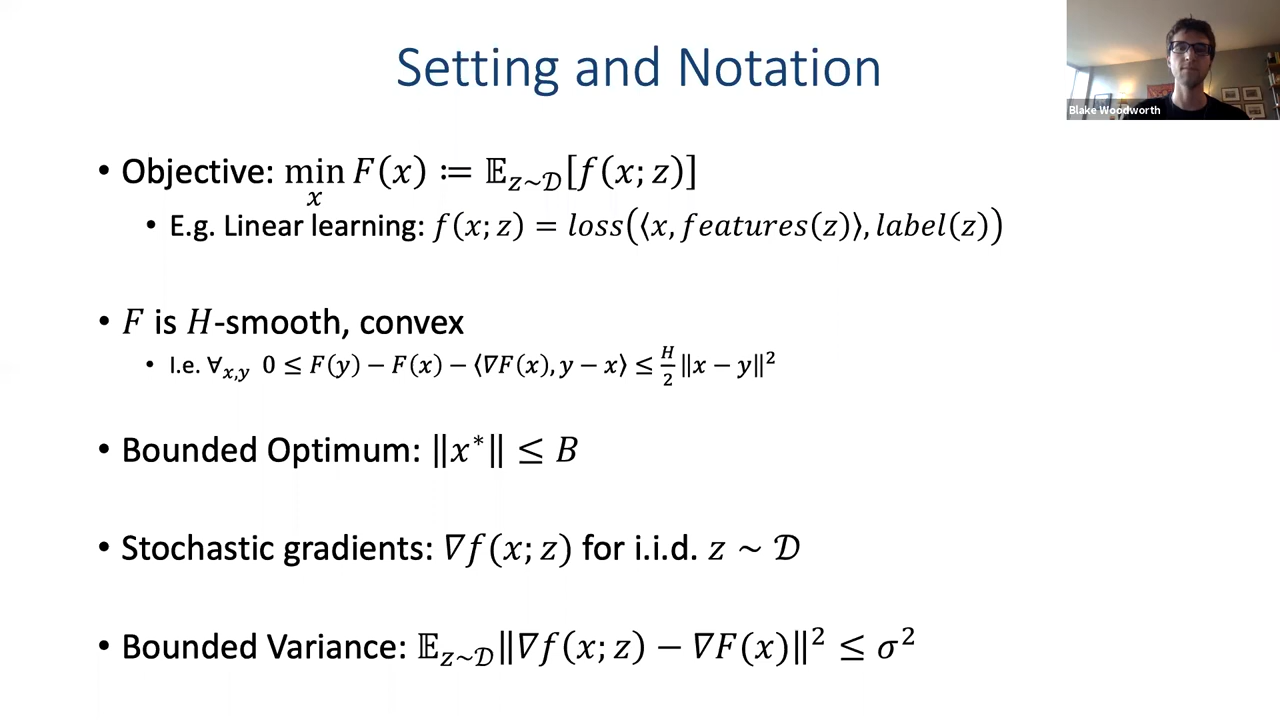 Setting and Notation
Blake Woodworth
• Objective: min_x F(x) ≔ 𝔼_{z~𝒟}[f(x; z)]
• E.g. Linear learning: f(x; z) = loss(⟨x, features(z)⟩, label(z))
• F is H-smooth, convex
• I.e. ∀_{x,y} 0 ≤ F(y) − F(x) − ⟨∇F(x), y − x⟩ ≤ H/2 ‖x − y‖²
• Bounded Optimum: ‖x*‖ ≤ B
• Stochastic gradients: ∇f(x; z) for i.i.d. z ~ 𝒟
• Bounded Variance: 𝔼_{z~𝒟}‖∇f(x; z) − ∇F(x)‖² ≤ σ²